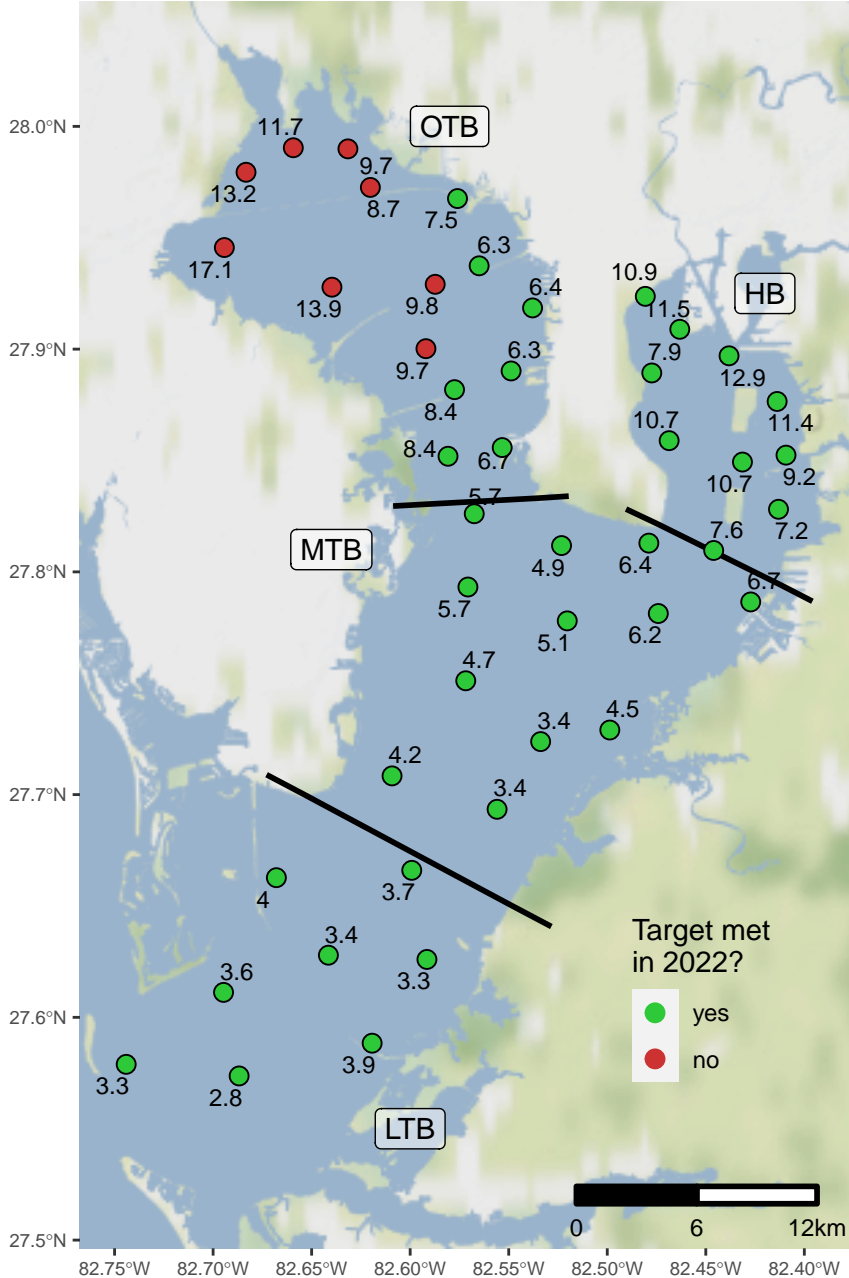 28.0°N
11.7
OTB
9.7
13.2
8.7
7.5
17.1
6.3
10.9
13.9
9.8
6.4
11.5
HB
27.9°N
9.7
6.3
7.9
12.9
8.4
11.4
10.7
8.4
6.7
10.7
9.2
5.7
7.2
7.6
MTB
4.9
6.4
27.8°N
5.7
6.7
5.1
6.2
4.7
3.4
4.5
4.2
27.7°N
3.4
4
3.7
3.4
Target met
in 2022?
3.6
3.3
yes
27.6°N
3.3
3.9
no
2.8
LTB
0
6
12km
27.5°N
82.75°W
82.70°W
82.65°W
82.60°W
82.55°W
82.50°W
82.45°W
82.40°W